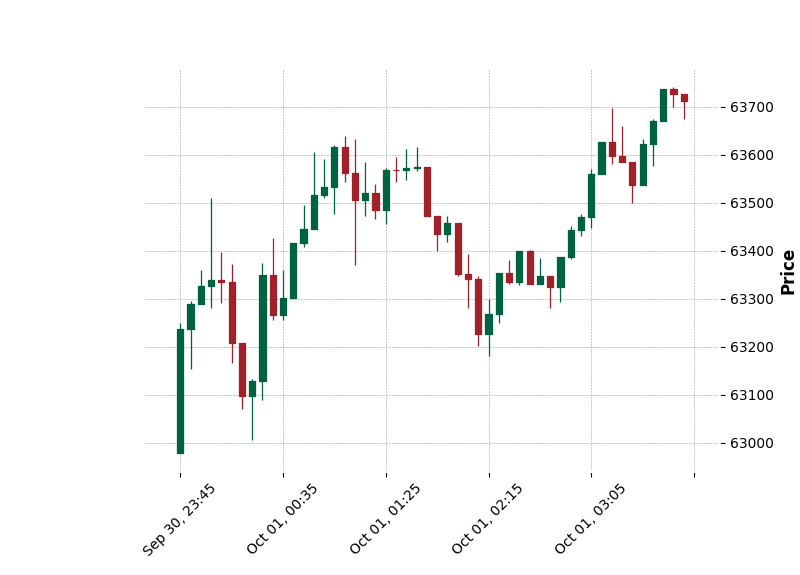 63700
63600
63500
63400
63300
63200
63100
63000
Price
Sep 30, 23:45
Oct 01, 00:35
Oct 01, 01:25
Oct 01, 02:15
Oct 01, 03:05